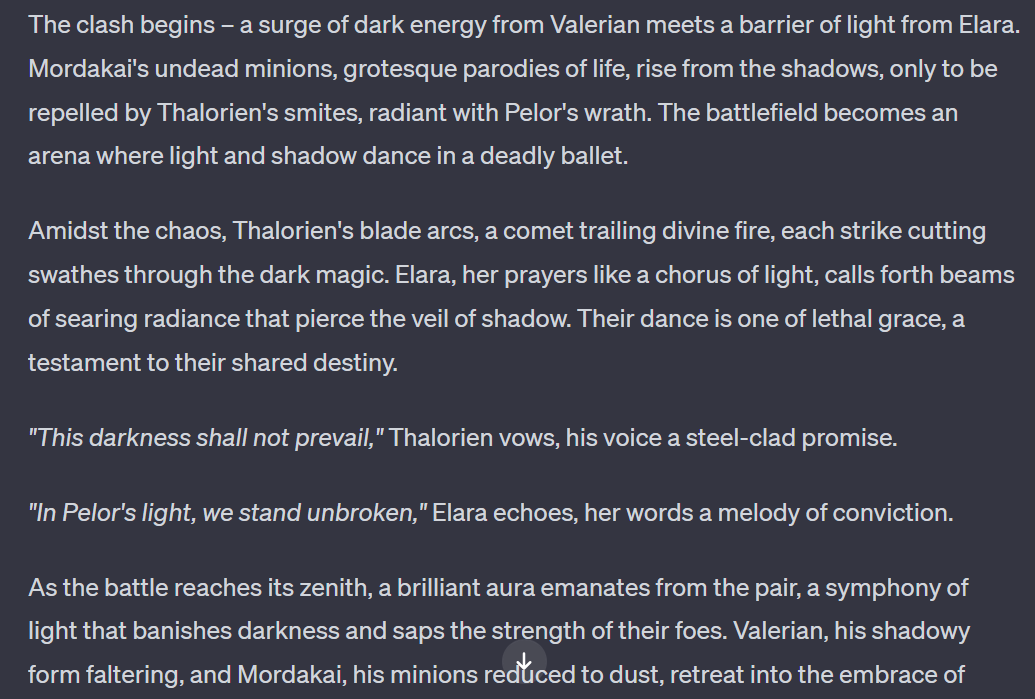 The clash begins – a surge of dark energy from Valerian meets a barrier of light from Elara.
Mordakai's undead minions, grotesque parodies of life, rise from the shadows, only to be
repelled by Thalorien's smites, radiant with Pelor's wrath. The battlefield becomes an
arena where light and shadow dance in a deadly ballet.
Amidst the chaos, Thalorien's blade arcs, a comet trailing divine fire, each strike cutting
swathes through the dark magic. Elara, her prayers like a chorus of light, calls forth beams
of searing radiance that pierce the veil of shadow. Their dance is one of lethal grace, a
testament to their shared destiny.
"This darkness shall not prevail," Thalorien vows, his voice a steel-clad promise.
"In Pelor's light, we stand unbroken," Elara echoes, her words a melody of conviction.
As the battle reaches its zenith, a brilliant aura emanates from the pair, a symphony of
light that banishes darkness and saps the strength of their foes. Valerian, his shadowy
form faltering, and Mordakai, his minions reduced to dust, retreat into the embrace of